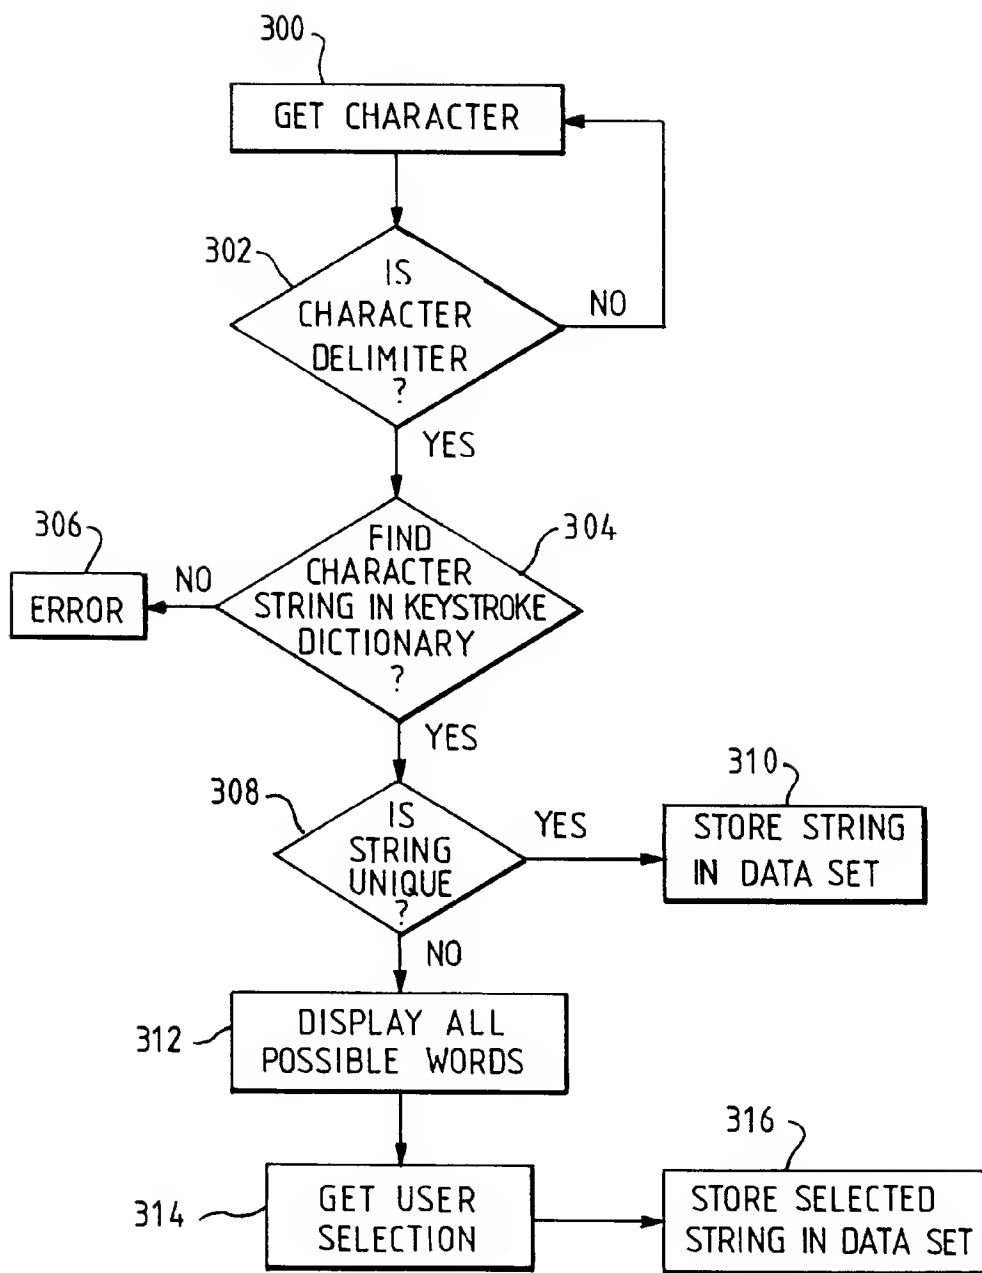 300
GET CHARACTER
302
IS
CHARACTER
DELIMITER
?
NO
YES
306
ERROR
NO
304
FIND
CHARACTER
STRING IN KEYSTROKE
DICTIONARY
?
YES
308
IS
STRING
UNIQUE
?
YES
310
STORE STRING
IN DATA SET
NO
312
DISPLAY ALL
POSSIBLE WORDS
314
GET USER
SELECTION
316
STORE SELECTED
STRING IN DATA SET